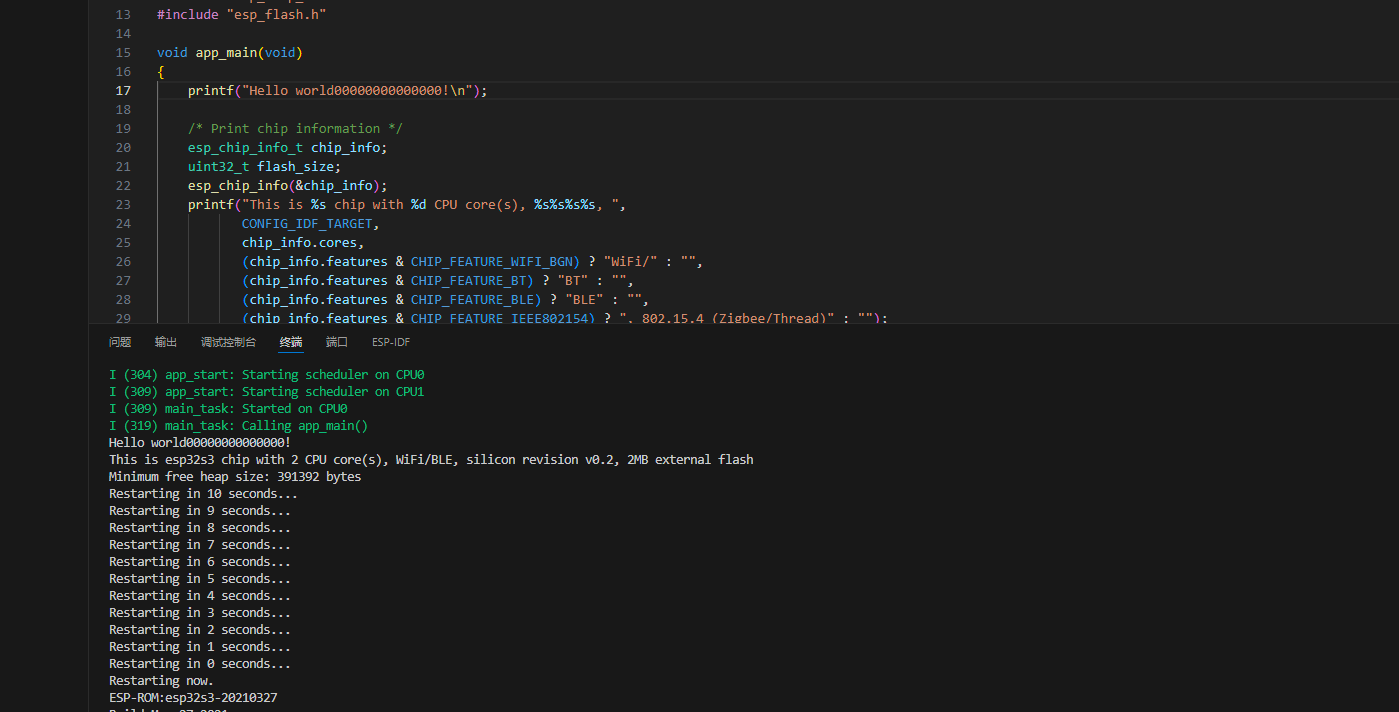 13 #include "esp_flash.h"
14
15 void app_main(void)
16 {
17 printf("Hello world00000000000000!\n");
18
19 /* Print chip information */
20 esp_chip_info_t chip_info;
21 uint32_t flash_size;
22 esp_chip_info(&chip_info);
23 printf("This is %s chip with %d CPU core(s), %s%s%s%s, ",
24 CONFIG_IDF_TARGET,
25 chip_info.cores,
26 (chip_info.features & CHIP_FEATURE_WIFI_BGN) ? "WiFi/" : "",
27 (chip_info.features & CHIP_FEATURE_BT) ? "BT" : "",
28 (chip_info.features & CHIP_FEATURE_BLE) ? "BLE" : "",
29 (chip_info.features & CHIP_FEATURE_IEEE802154) ? ", 802.15.4 (Zigbee/Thread)" : "");
问题 输出 调试控制台 终端 端口 ESP-IDF
I (304) app_start: Starting scheduler on CPU0
I (309) app_start: Starting scheduler on CPU1
I (309) main_task: Started on CPU0
I (319) main_task: Calling app_main()
Hello world00000000000000!
This is esp32s3 chip with 2 CPU core(s), WiFi/BLE, silicon revision v0.2, 2MB external flash
Minimum free heap size: 391392 bytes
Restarting in 10 seconds...
Restarting in 9 seconds...
Restarting in 8 seconds...
Restarting in 7 seconds...
Restarting in 6 seconds...
Restarting in 5 seconds...
Restarting in 4 seconds...
Restarting in 3 seconds...
Restarting in 2 seconds...
Restarting in 1 seconds...
Restarting in 0 seconds...
Restarting now.
ESP-ROM:esp32s3-20210327